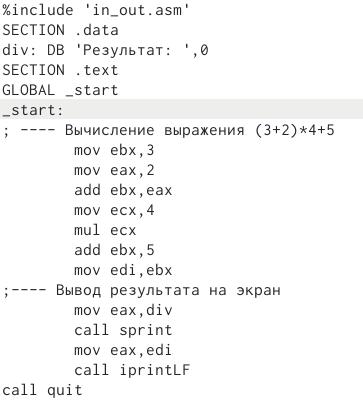 %include 'in_out.asm'
SECTION .data
div: DB 'Результат: ',0
SECTION .text
GLOBAL _start
_start:
; ---- Вычисление выражения (3+2)*4+5
mov ebx,3
mov eax,2
add ebx,eax
mov ecx,4
mul ecx
add ebx,5
mov edi,ebx
;---- Вывод результата на экран
mov eax,div
call sprint
mov eax,edi
call iprintLF
call quit